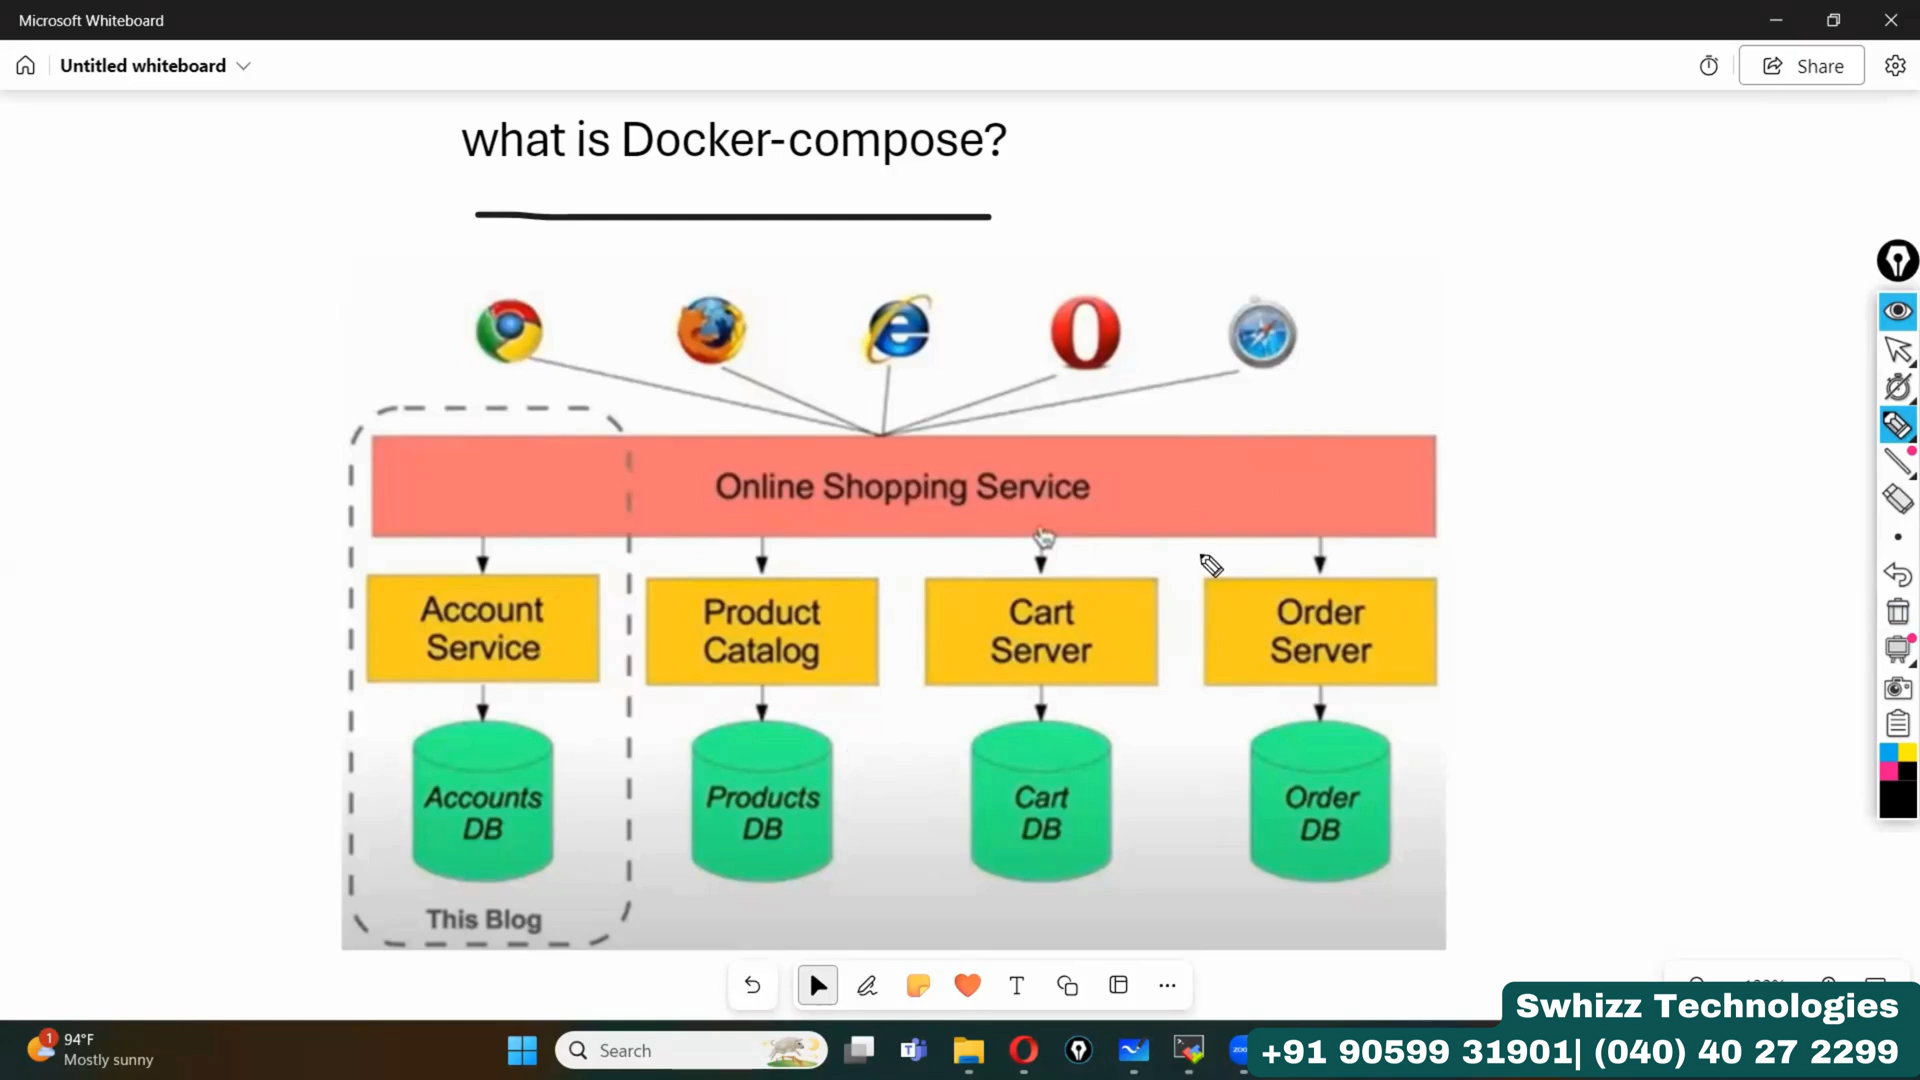 Microsoft Whiteboard
Untitled whiteboard
Share
what is Docker-compose?
Online Shopping Service
Account
Service
Product
Catalog
Cart
Server
Order
Server
Accounts
DB
Products
DB
Cart
DB
Order
DB
This Blog
Swhizz Technologies
+91 90599 31901| (040) 40 27 2299
1
94°F
Mostly sunny
Search